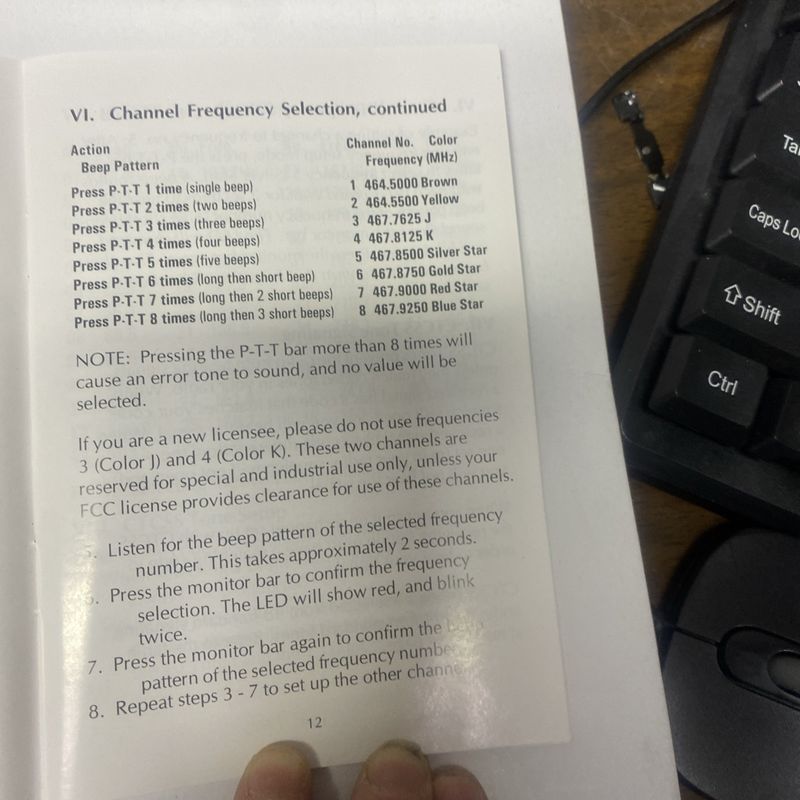 VI. Channel Frequency Selection, continued
Action Channel No. Color
Beep Pattern Frequency (MHz)
Press P-T-T 1 time (single beep) 1 464.5000 Brown
Press P-T-T 2 times (two beeps) 2 464.5500 Yellow
Press P-T-T 3 times (three beeps) 3 467.7625 J
Press P-T-T 4 times (four beeps) 4 467.8125 K
Press P-T-T 5 times (five beeps) 5 467.8500 Silver Star
Press P-T-T 6 times (long then short beep) 6 467.8750 Gold Star
Press P-T-T 7 times (long then 2 short beeps) 7 467.9000 Red Star
Press P-T-T 8 times (long then 3 short beeps) 8 467.9250 Blue Star
NOTE: Pressing the P-T-T bar more than 8 times will
cause an error tone to sound, and no value will be
selected.
If you are a new licensee, please do not use frequencies
3 (Color J) and 4 (Color K). These two channels are
reserved for special and industrial use only, unless your
FCC license provides clearance for use of these channels.
5. Listen for the beep pattern of the selected frequency
number. This takes approximately 2 seconds.
6. Press the monitor bar to confirm the frequency
selection. The LED will show red, and blink
twice.
7. Press the monitor bar again to confirm the beep
pattern of the selected frequency number
8. Repeat steps 3 - 7 to set up the other
12
Caps
Shift
Ctrl